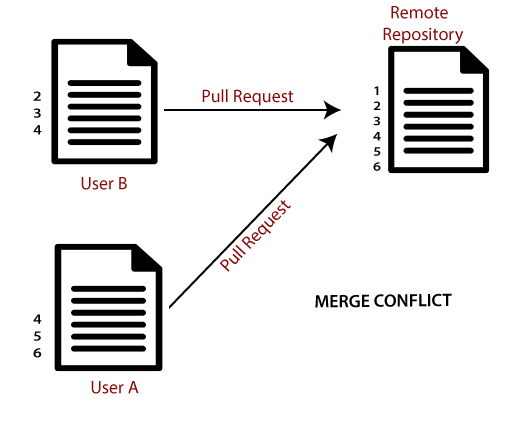 Remote
Repository
2
3
4
Pull Request
1
2
3
4
5
6
User B
Pull Request
4
5
6
MERGE CONFLICT
User A